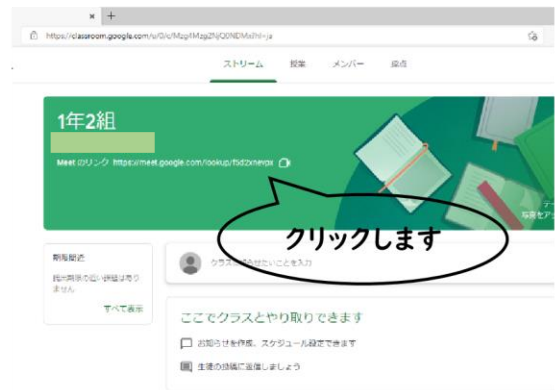 https://classroom.google.com/u/0/c/Mzg4Mzg2NjQ0NDMx?hl=ja
ストリーム 授業 メンバー 採点
1年2組
Meet のリンク https://meet.google.com/lookup/f5d2xnevpx
クリックします
期限間近
提出期限の近い課題はありません
すべて表示
ここでクラスとやり取りできます
お知らせを作成、スケジュール設定できます
生徒の投稿に返信しましょう